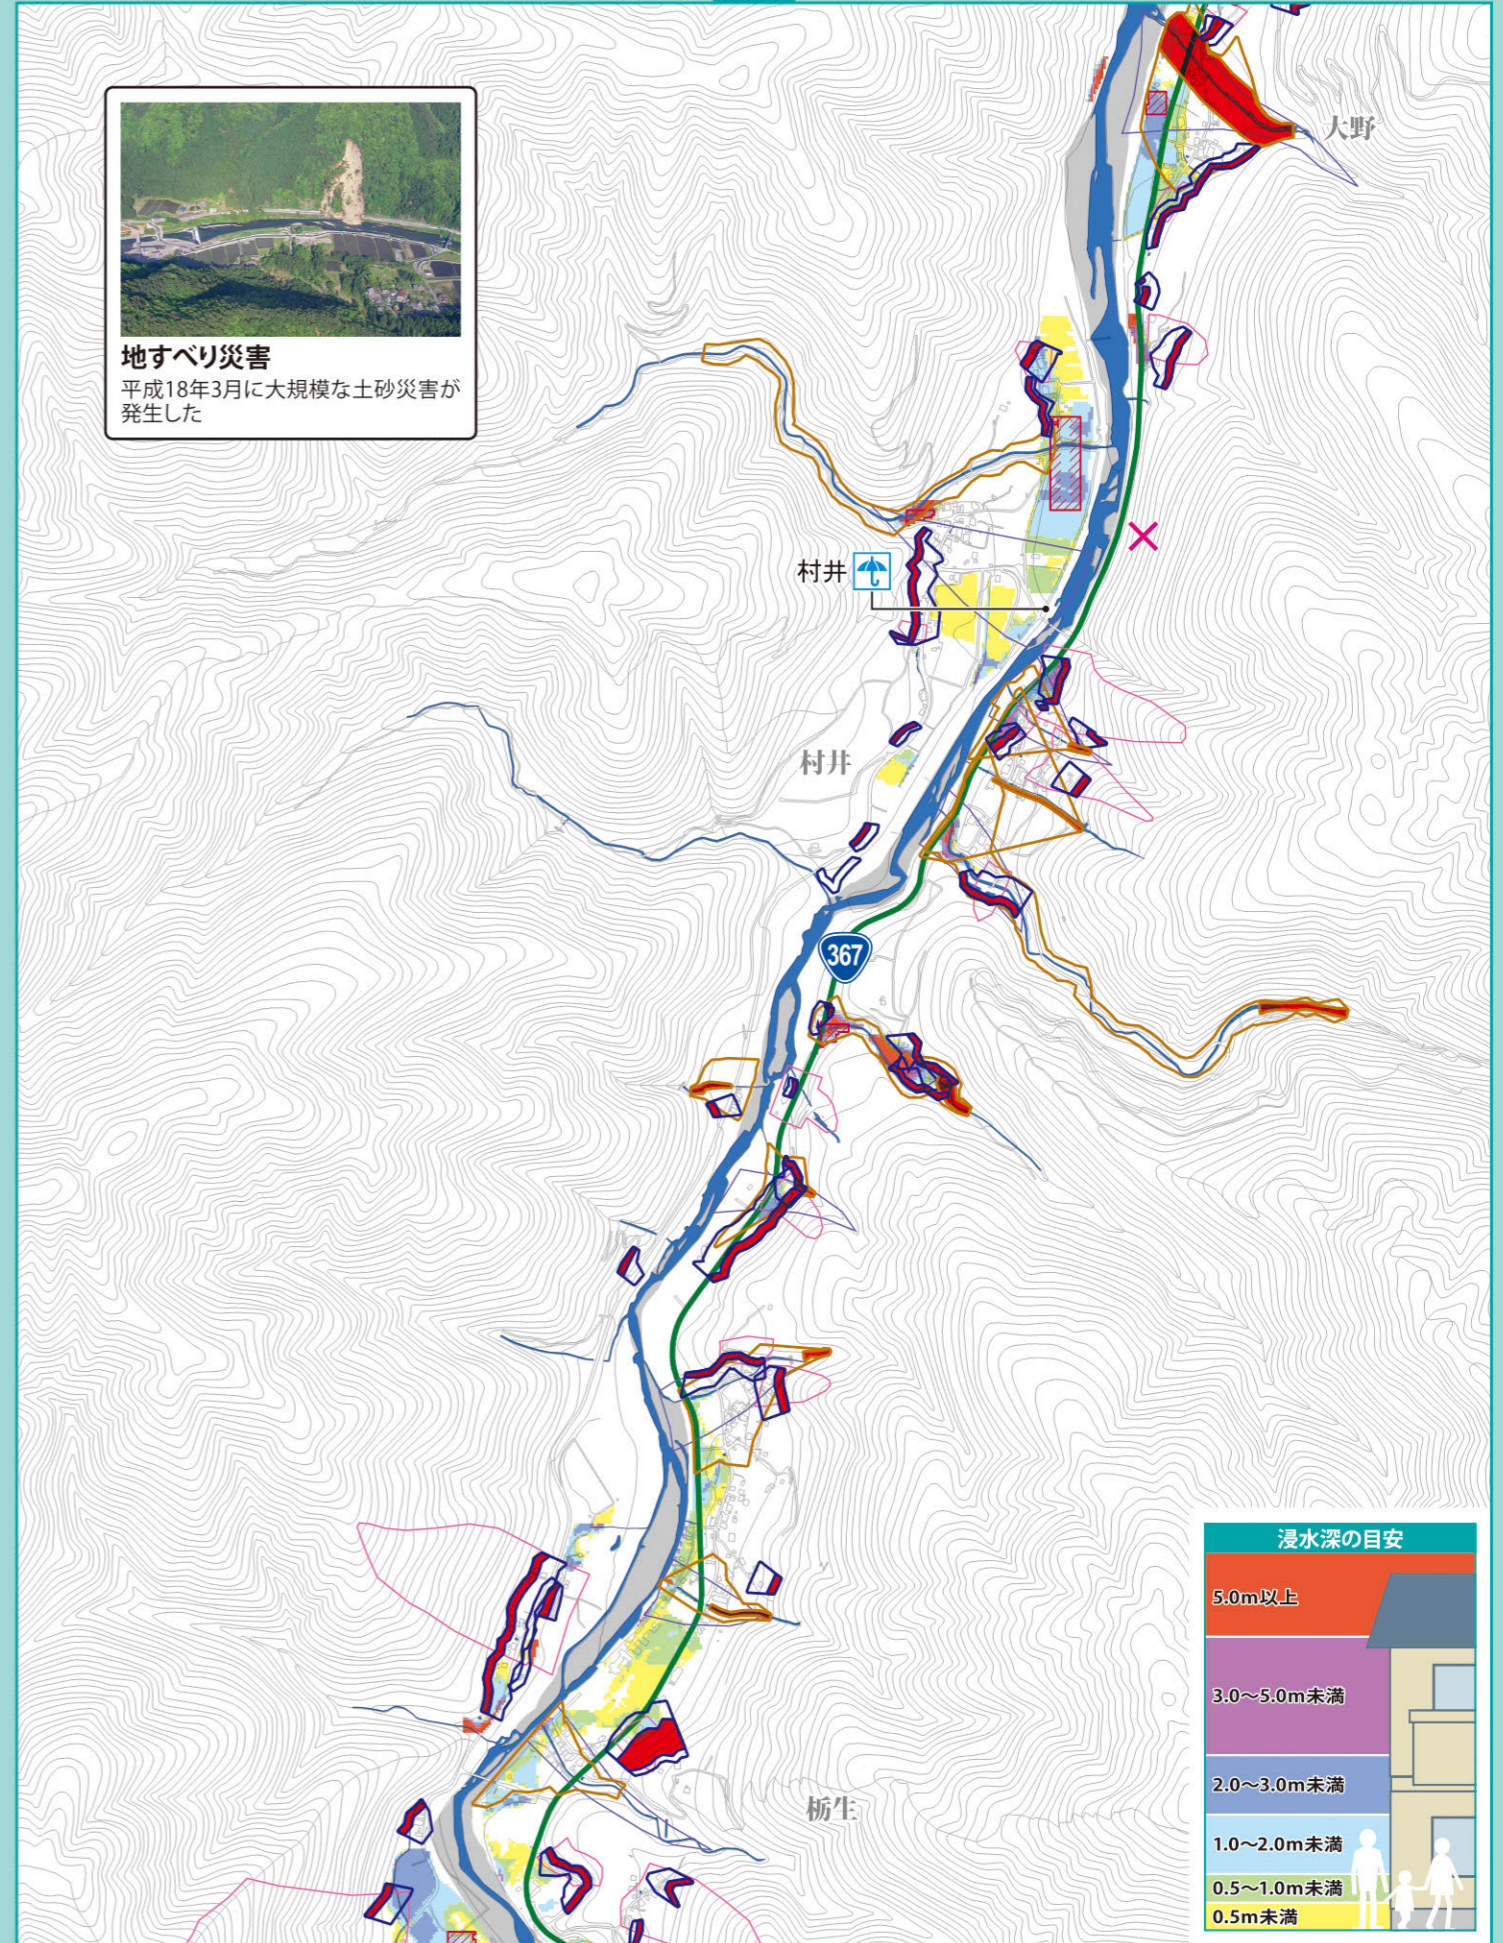 大野
地すべり災害
平成18年3月に大規模な土砂災害が
発生した
村井
村井
367
栃生
浸水深の目安
5.0m以上
3.0〜5.0m未満
2.0〜3.0m未満
1.0〜2.0m未満
0.5〜1.0m未満
0.5m未満